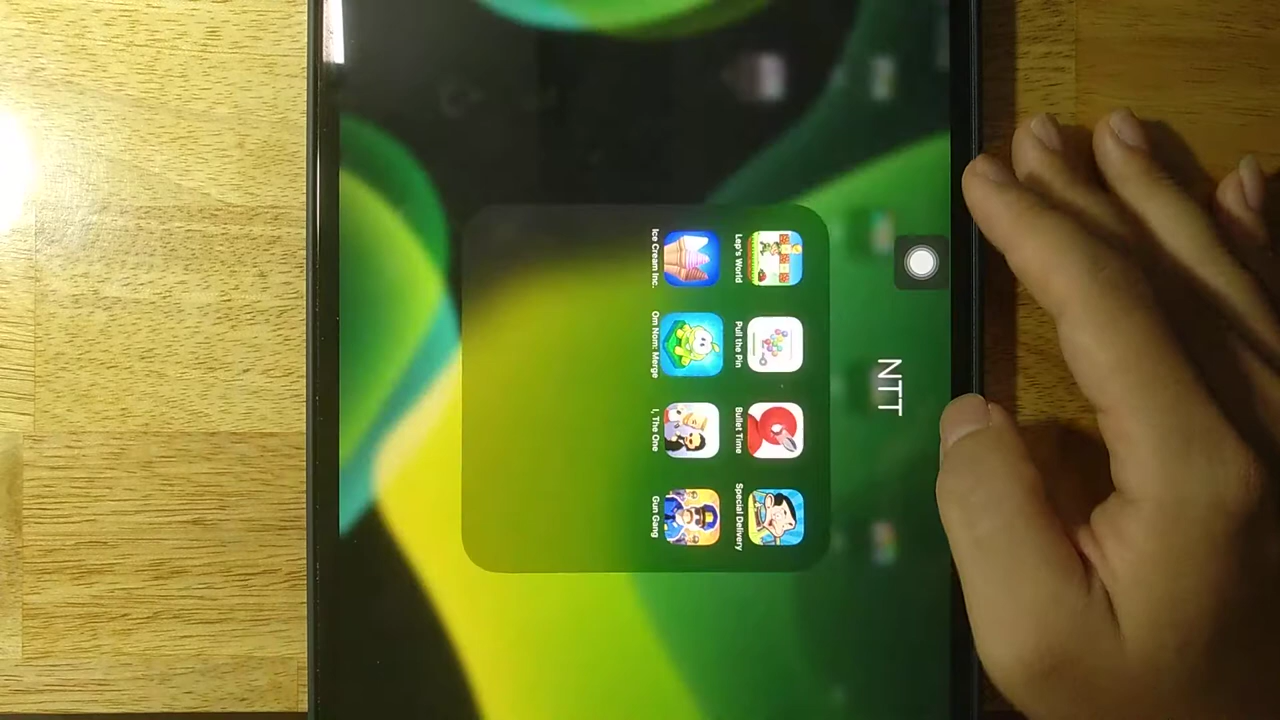 NTT
Lep's World
Pull the Pin
Bullet Time
Special Delivery
Ice Cream Inc.
Om Nom: Merge
I, The One
Gun Gang